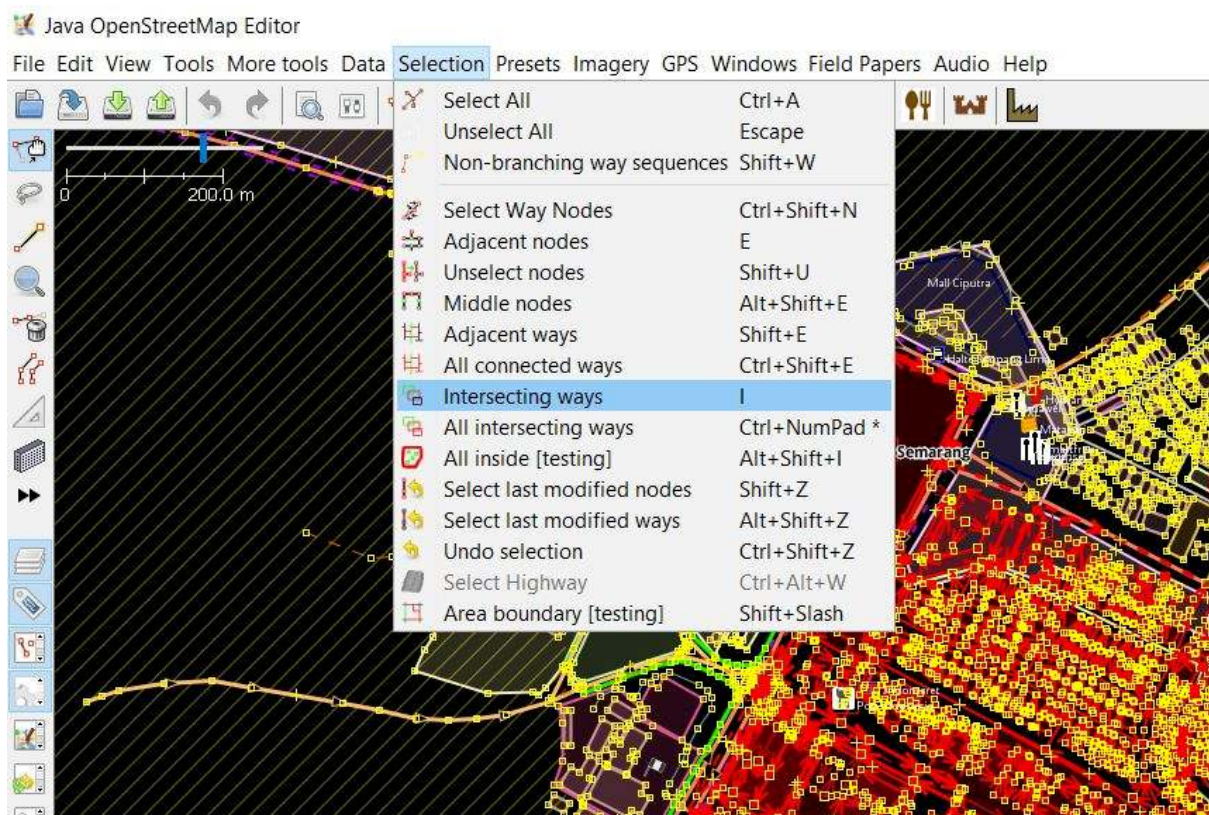 Java OpenStreetMap Editor
File Edit View Tools More tools Data Selection Presets Imagery GPS Windows Field Papers Audio Help
Select All Ctrl+A
Unselect All Escape
Non-branching way sequences Shift+W
0 200.0 m
Select Way Nodes Ctrl+Shift+N
Adjacent nodes E
Unselect nodes Shift+U
Mall Ciputra
Middle nodes Alt+Shift+E
Adjacent ways Shift+E
All connected ways Ctrl+Shift+E
Intersecting ways I
All intersecting ways Ctrl+NumPad *
Semarang
All inside [testing] Alt+Shift+I
Select last modified nodes Shift+Z
Select last modified ways Alt+Shift+Z
Undo selection Ctrl+Shift+Z
Select Highway Ctrl+Alt+W
Area boundary [testing] Shift+Slash